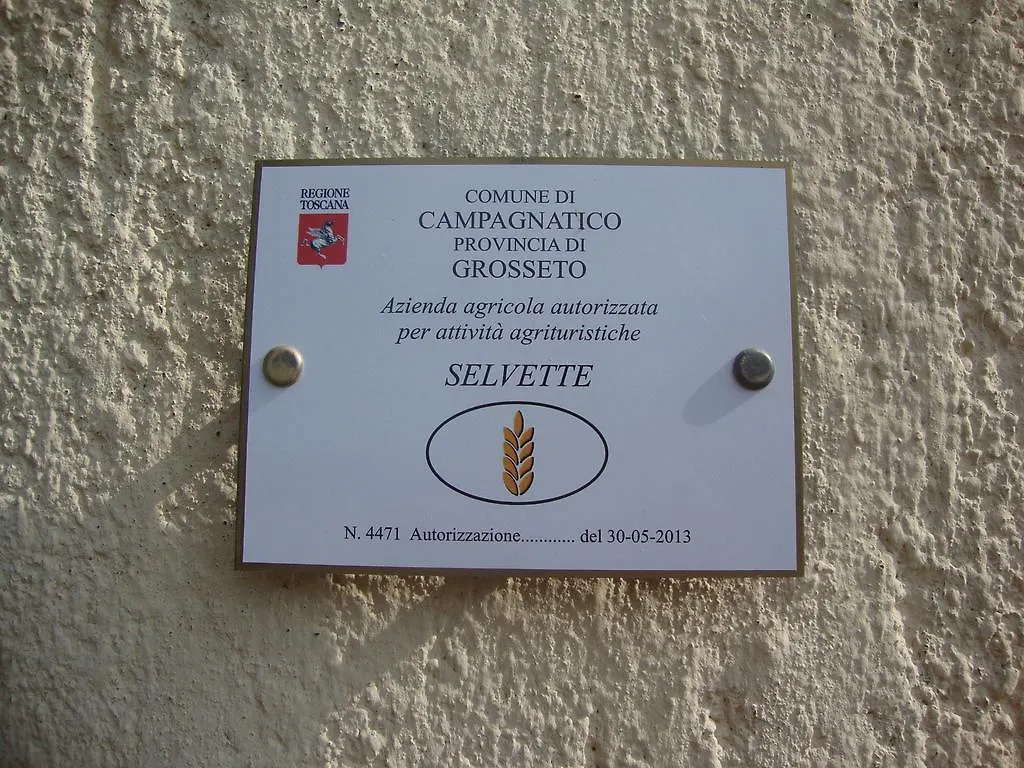 REGIONE
TOSCANA
COMUNE DI
CAMPAGNATICO
PROVINCIA DI
GROSSETO
Azienda agricola autorizzata
per attività agrituristiche
SELVETTE
N. 4471 Autorizzazione............ del 30-05-2013